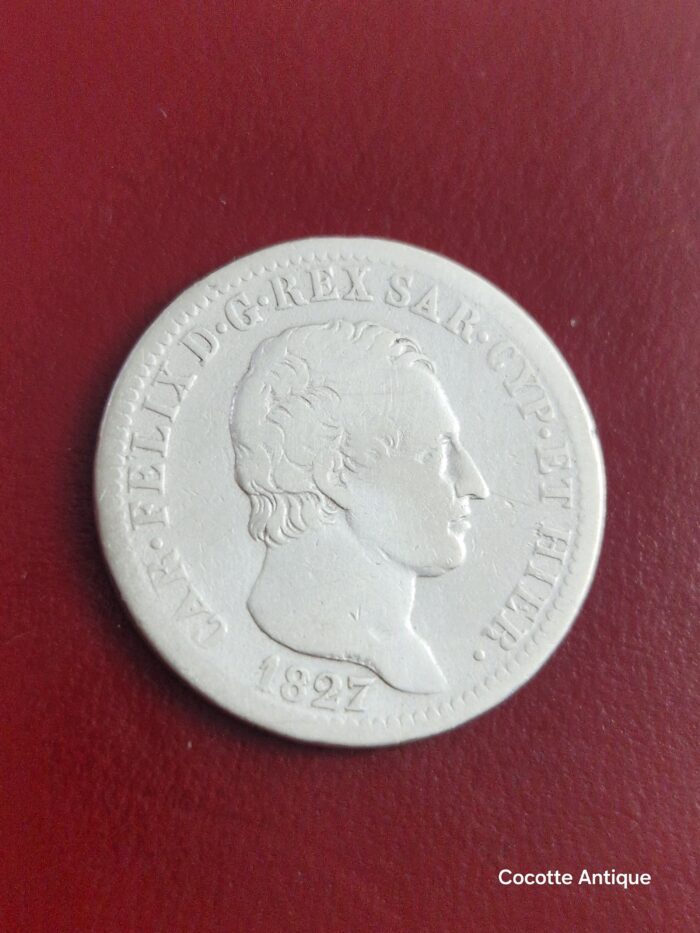 CAR·FELIX D·G·REX SAR·CYP·ET HIER·
1827
Cocotte Antique